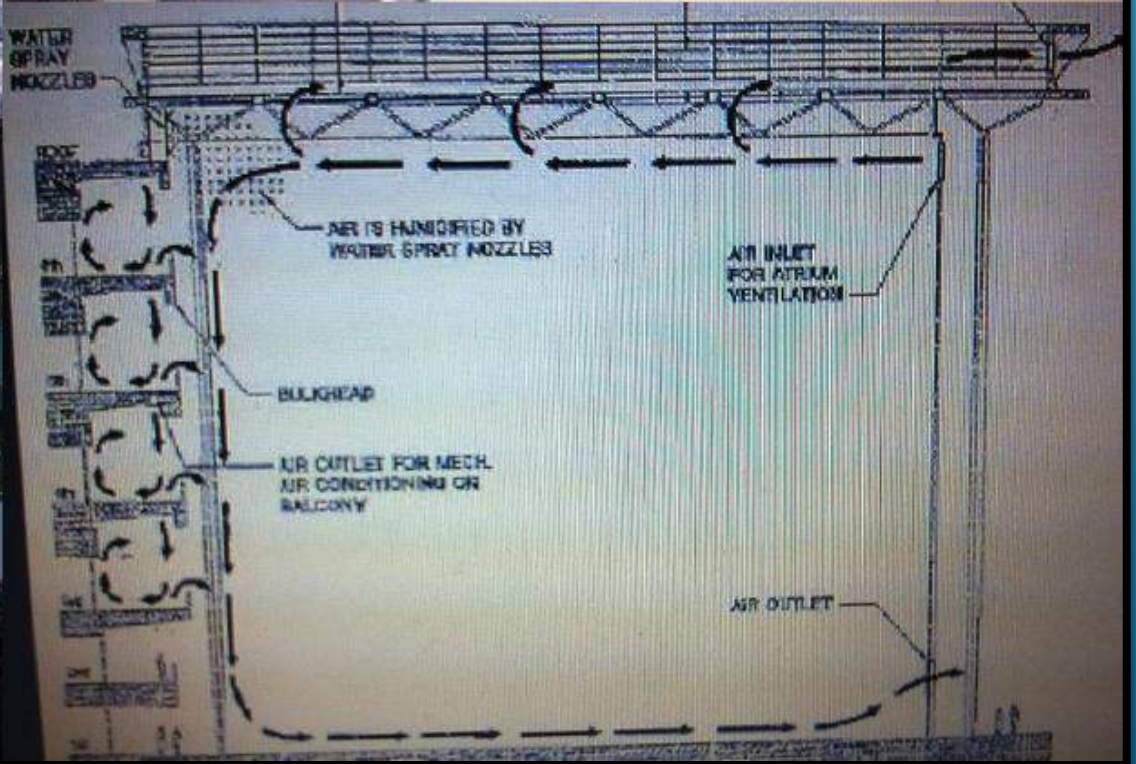 WATER
SPRAY
NOZZLES
AIR IS HUMIDIFIED BY
WATER SPRAY NOZZLES
AIR INLET
FOR ATRIUM
VENTILATION
BULKHEAD
AIR OUTLET FOR MECH.
AIR CONDITIONING OR
BALCONY
AIR OUTLET